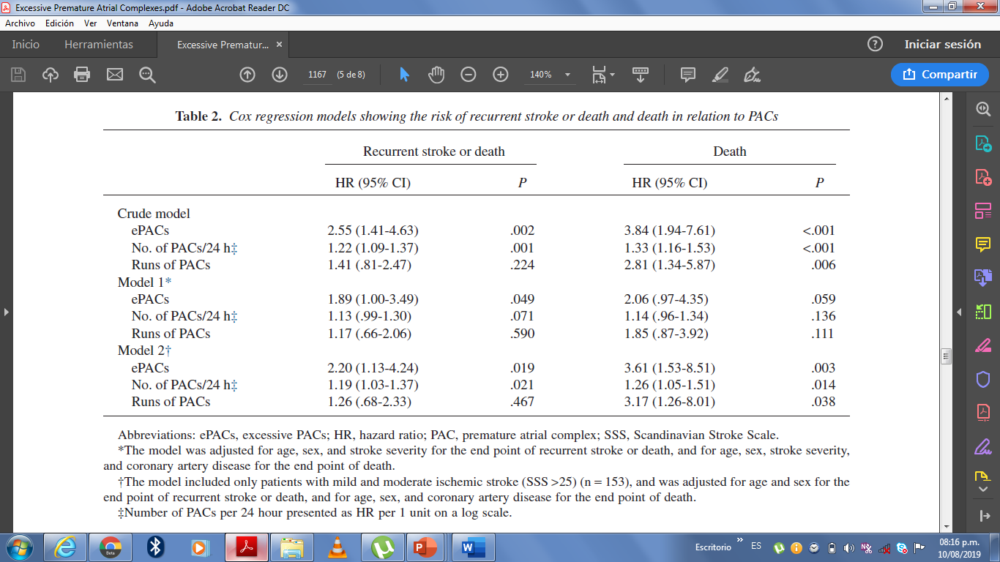 Excessive Premature Atrial Complexes.pdf - Adobe Acrobat Reader DC
Archivo Edición Ver Ventana Ayuda
Inicio Herramientas Excessive Prematur... × Iniciar sesión
1167 (5 de 8) 140% Compartir
Table 2. Cox regression models showing the risk of recurrent stroke or death and death in relation to PACs
Recurrent stroke or death Death
HR (95% CI) P HR (95% CI) P
Crude model
ePACs 2.55 (1.41-4.63) .002 3.84 (1.94-7.61) <.001
No. of PACs/24 h‡ 1.22 (1.09-1.37) .001 1.33 (1.16-1.53) <.001
Runs of PACs 1.41 (.81-2.47) .224 2.81 (1.34-5.87) .006
Model 1*
ePACs 1.89 (1.00-3.49) .049 2.06 (.97-4.35) .059
No. of PACs/24 h‡ 1.13 (.99-1.30) .071 1.14 (.96-1.34) .136
Runs of PACs 1.17 (.66-2.06) .590 1.85 (.87-3.92) .111
Model 2†
ePACs 2.20 (1.13-4.24) .019 3.61 (1.53-8.51) .003
No. of PACs/24 h‡ 1.19 (1.03-1.37) .021 1.26 (1.05-1.51) .014
Runs of PACs 1.26 (.68-2.33) .467 3.17 (1.26-8.01) .038
Abbreviations: ePACs, excessive PACs; HR, hazard ratio; PAC, premature atrial complex; SSS, Scandinavian Stroke Scale.
*The model was adjusted for age, sex, and stroke severity for the end point of recurrent stroke or death, and for age, sex, stroke severity,
and coronary artery disease for the end point of death.
†The model included only patients with mild and moderate ischemic stroke (SSS >25) (n = 153), and was adjusted for age and sex for the
end point of recurrent stroke or death, and for age, sex, and coronary artery disease for the end point of death.
‡Number of PACs per 24 hour presented as HR per 1 unit on a log scale.
Beta
Escritorio » ES 08:16 p.m.
10/08/2019